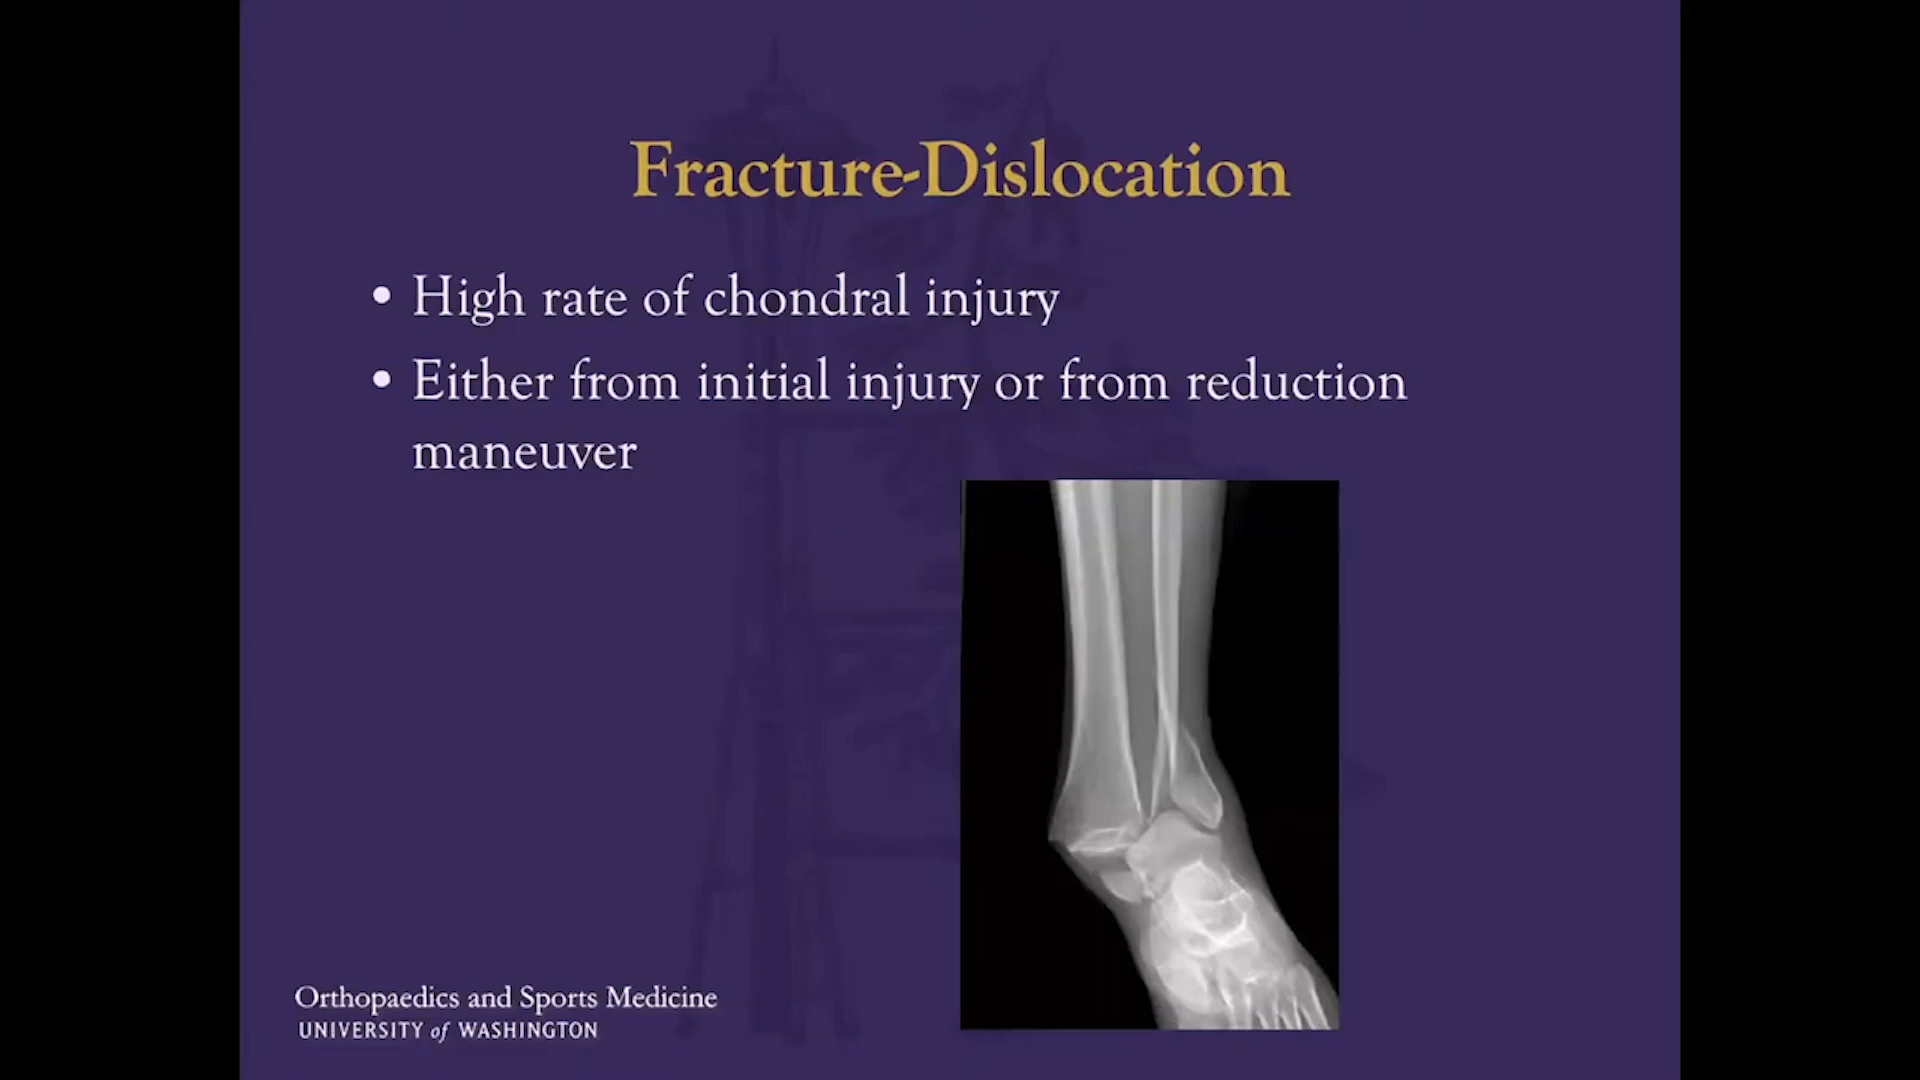 Fracture-Dislocation
• High rate of chondral injury
• Either from initial injury or from reduction
maneuver
Orthopaedics and Sports Medicine
UNIVERSITY of WASHINGTON